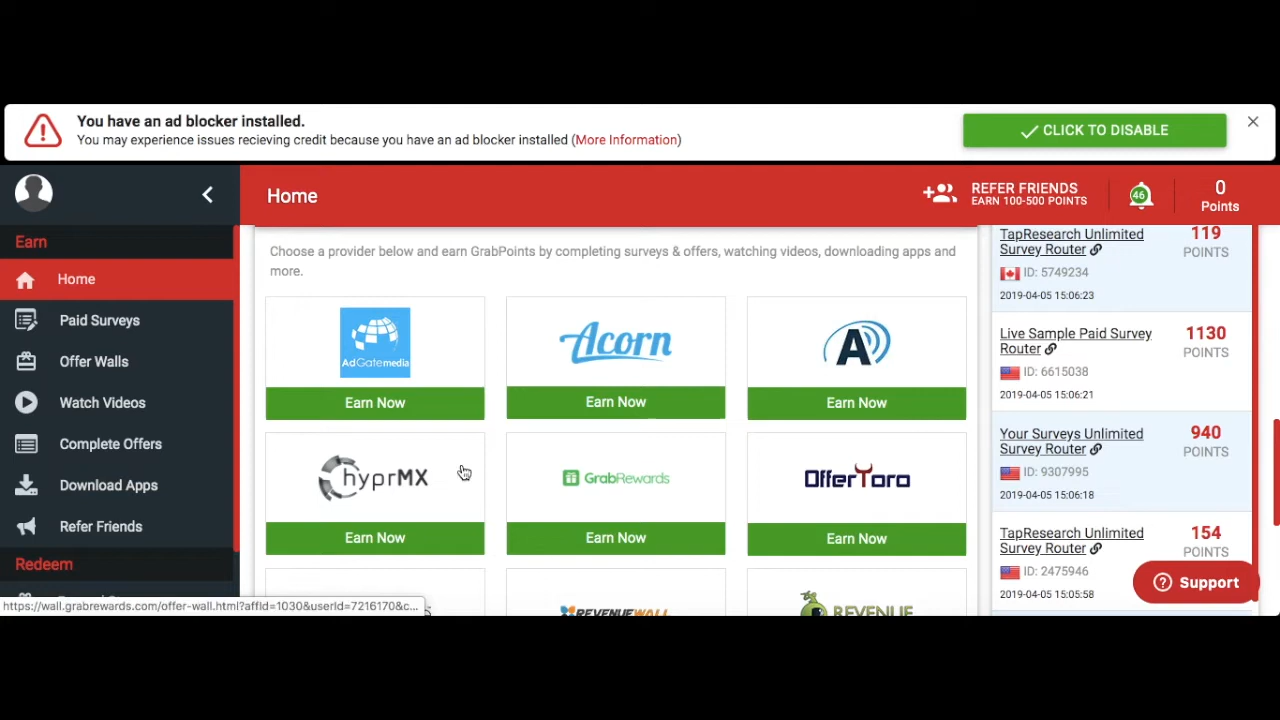 You have an ad blocker installed.
You may experience issues recieving credit because you have an ad blocker installed (More Information)
CLICK TO DISABLE
Home
REFER FRIENDS
EARN 100-500 POINTS
46
0
Points
Earn
Home
Paid Surveys
Offer Walls
Watch Videos
Complete Offers
Download Apps
Refer Friends
Redeem
https://wall.grabrewards.com/offer-wall.html?affId=1030&userId=7216170&c...
Choose a provider below and earn GrabPoints by completing surveys & offers, watching videos, downloading apps and
more.
AdGatemedia
Acorn
A
Earn Now
Earn Now
Earn Now
hyprMX
GrabRewards
OfferToro
Earn Now
Earn Now
Earn Now
REVENUEWALL
REVENUE
TapResearch Unlimited
Survey Router
119
POINTS
ID: 5749234
2019-04-05 15:06:23
Live Sample Paid Survey
Router
1130
POINTS
ID: 6615038
2019-04-05 15:06:21
Your Surveys Unlimited
Survey Router
940
POINTS
ID: 9307995
2019-04-05 15:06:18
TapResearch Unlimited
Survey Router
154
POINTS
ID: 2475946
2019-04-05 15:05:58
Support